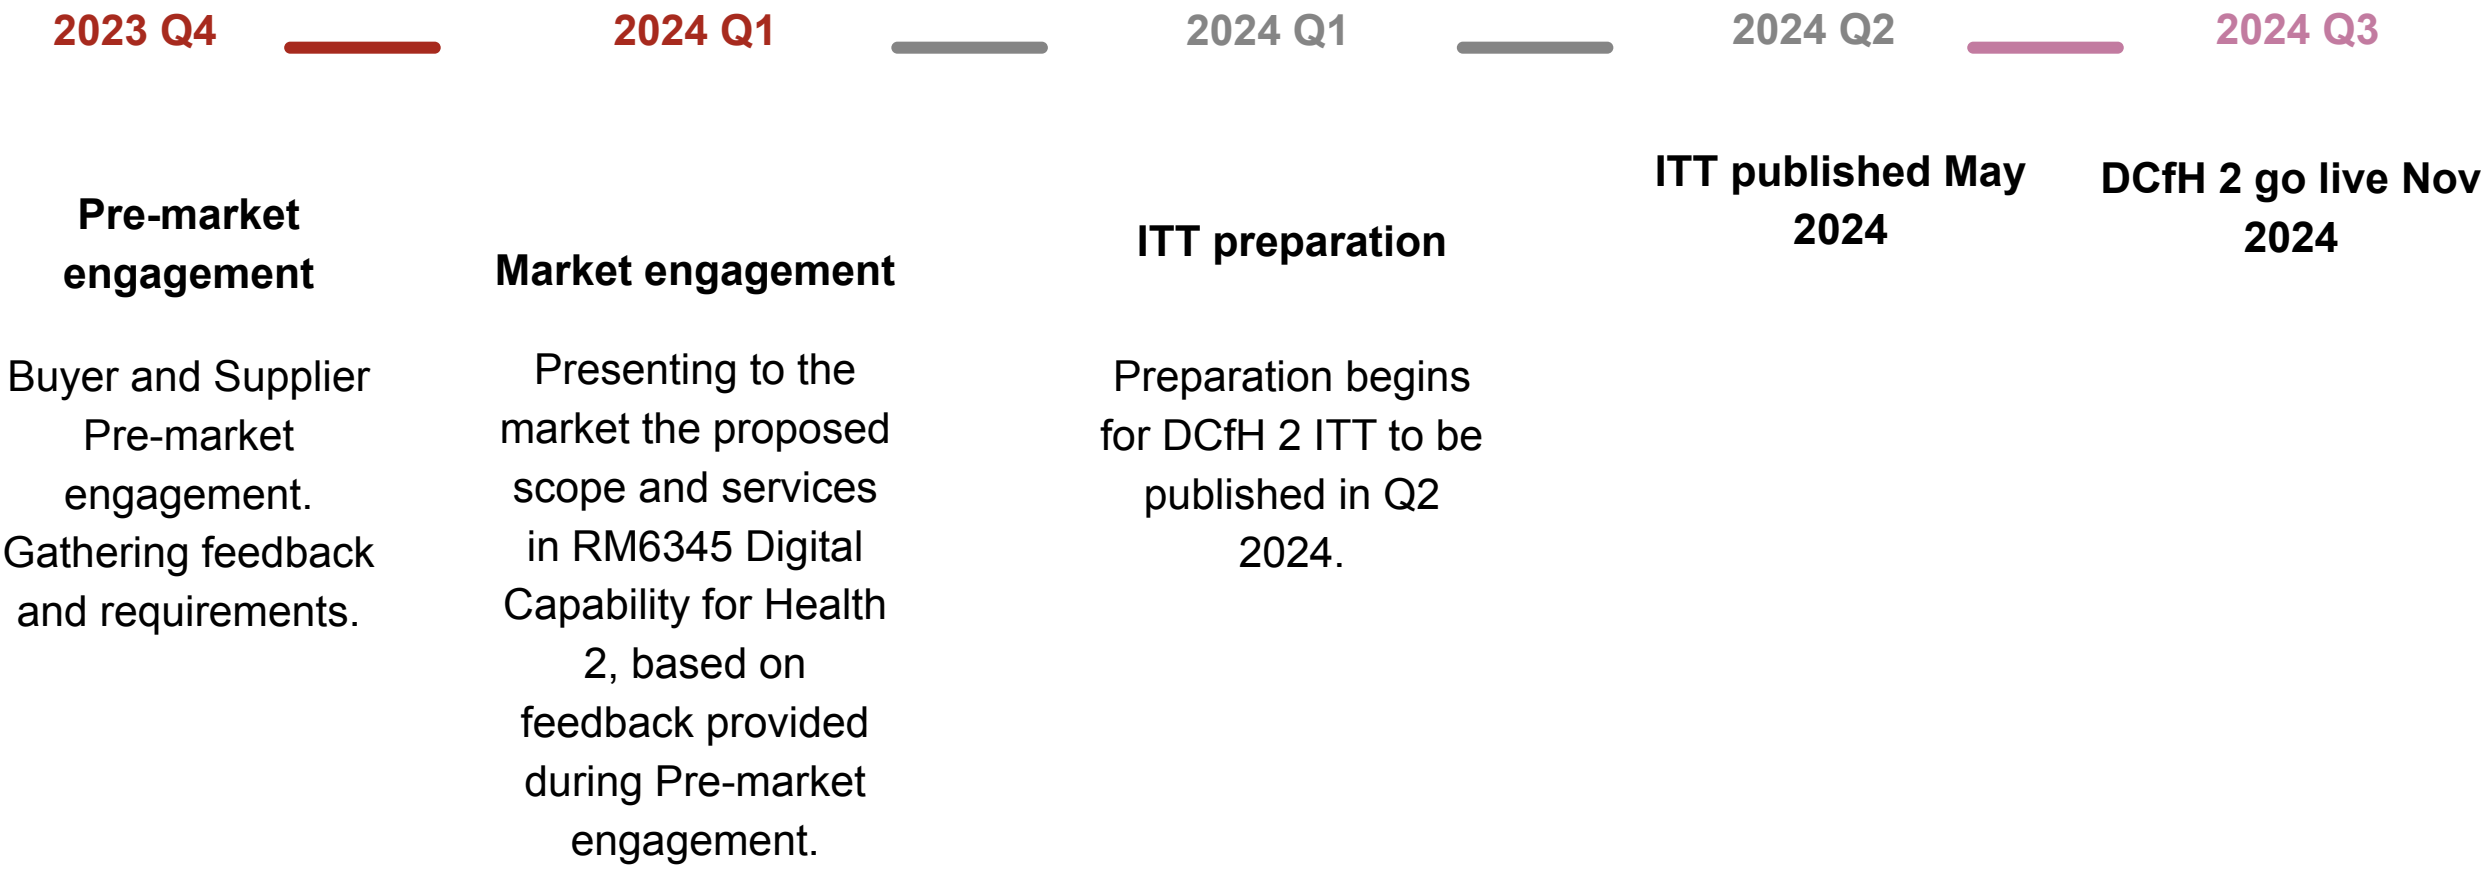 2023 Q4
2024 Q1
2024 Q1
2024 Q2
2024 Q3
Pre-market
engagement
Buyer and Supplier
Pre-market
engagement.
Gathering feedback
and requirements.
Market engagement
Presenting to the
market the proposed
scope and services
in RM6345 Digital
Capability for Health
2, based on
feedback provided
during Pre-market
engagement.
ITT preparation
Preparation begins
for DCfH 2 ITT to be
published in Q2
2024.
ITT published May
2024
DCfH 2 go live Nov
2024